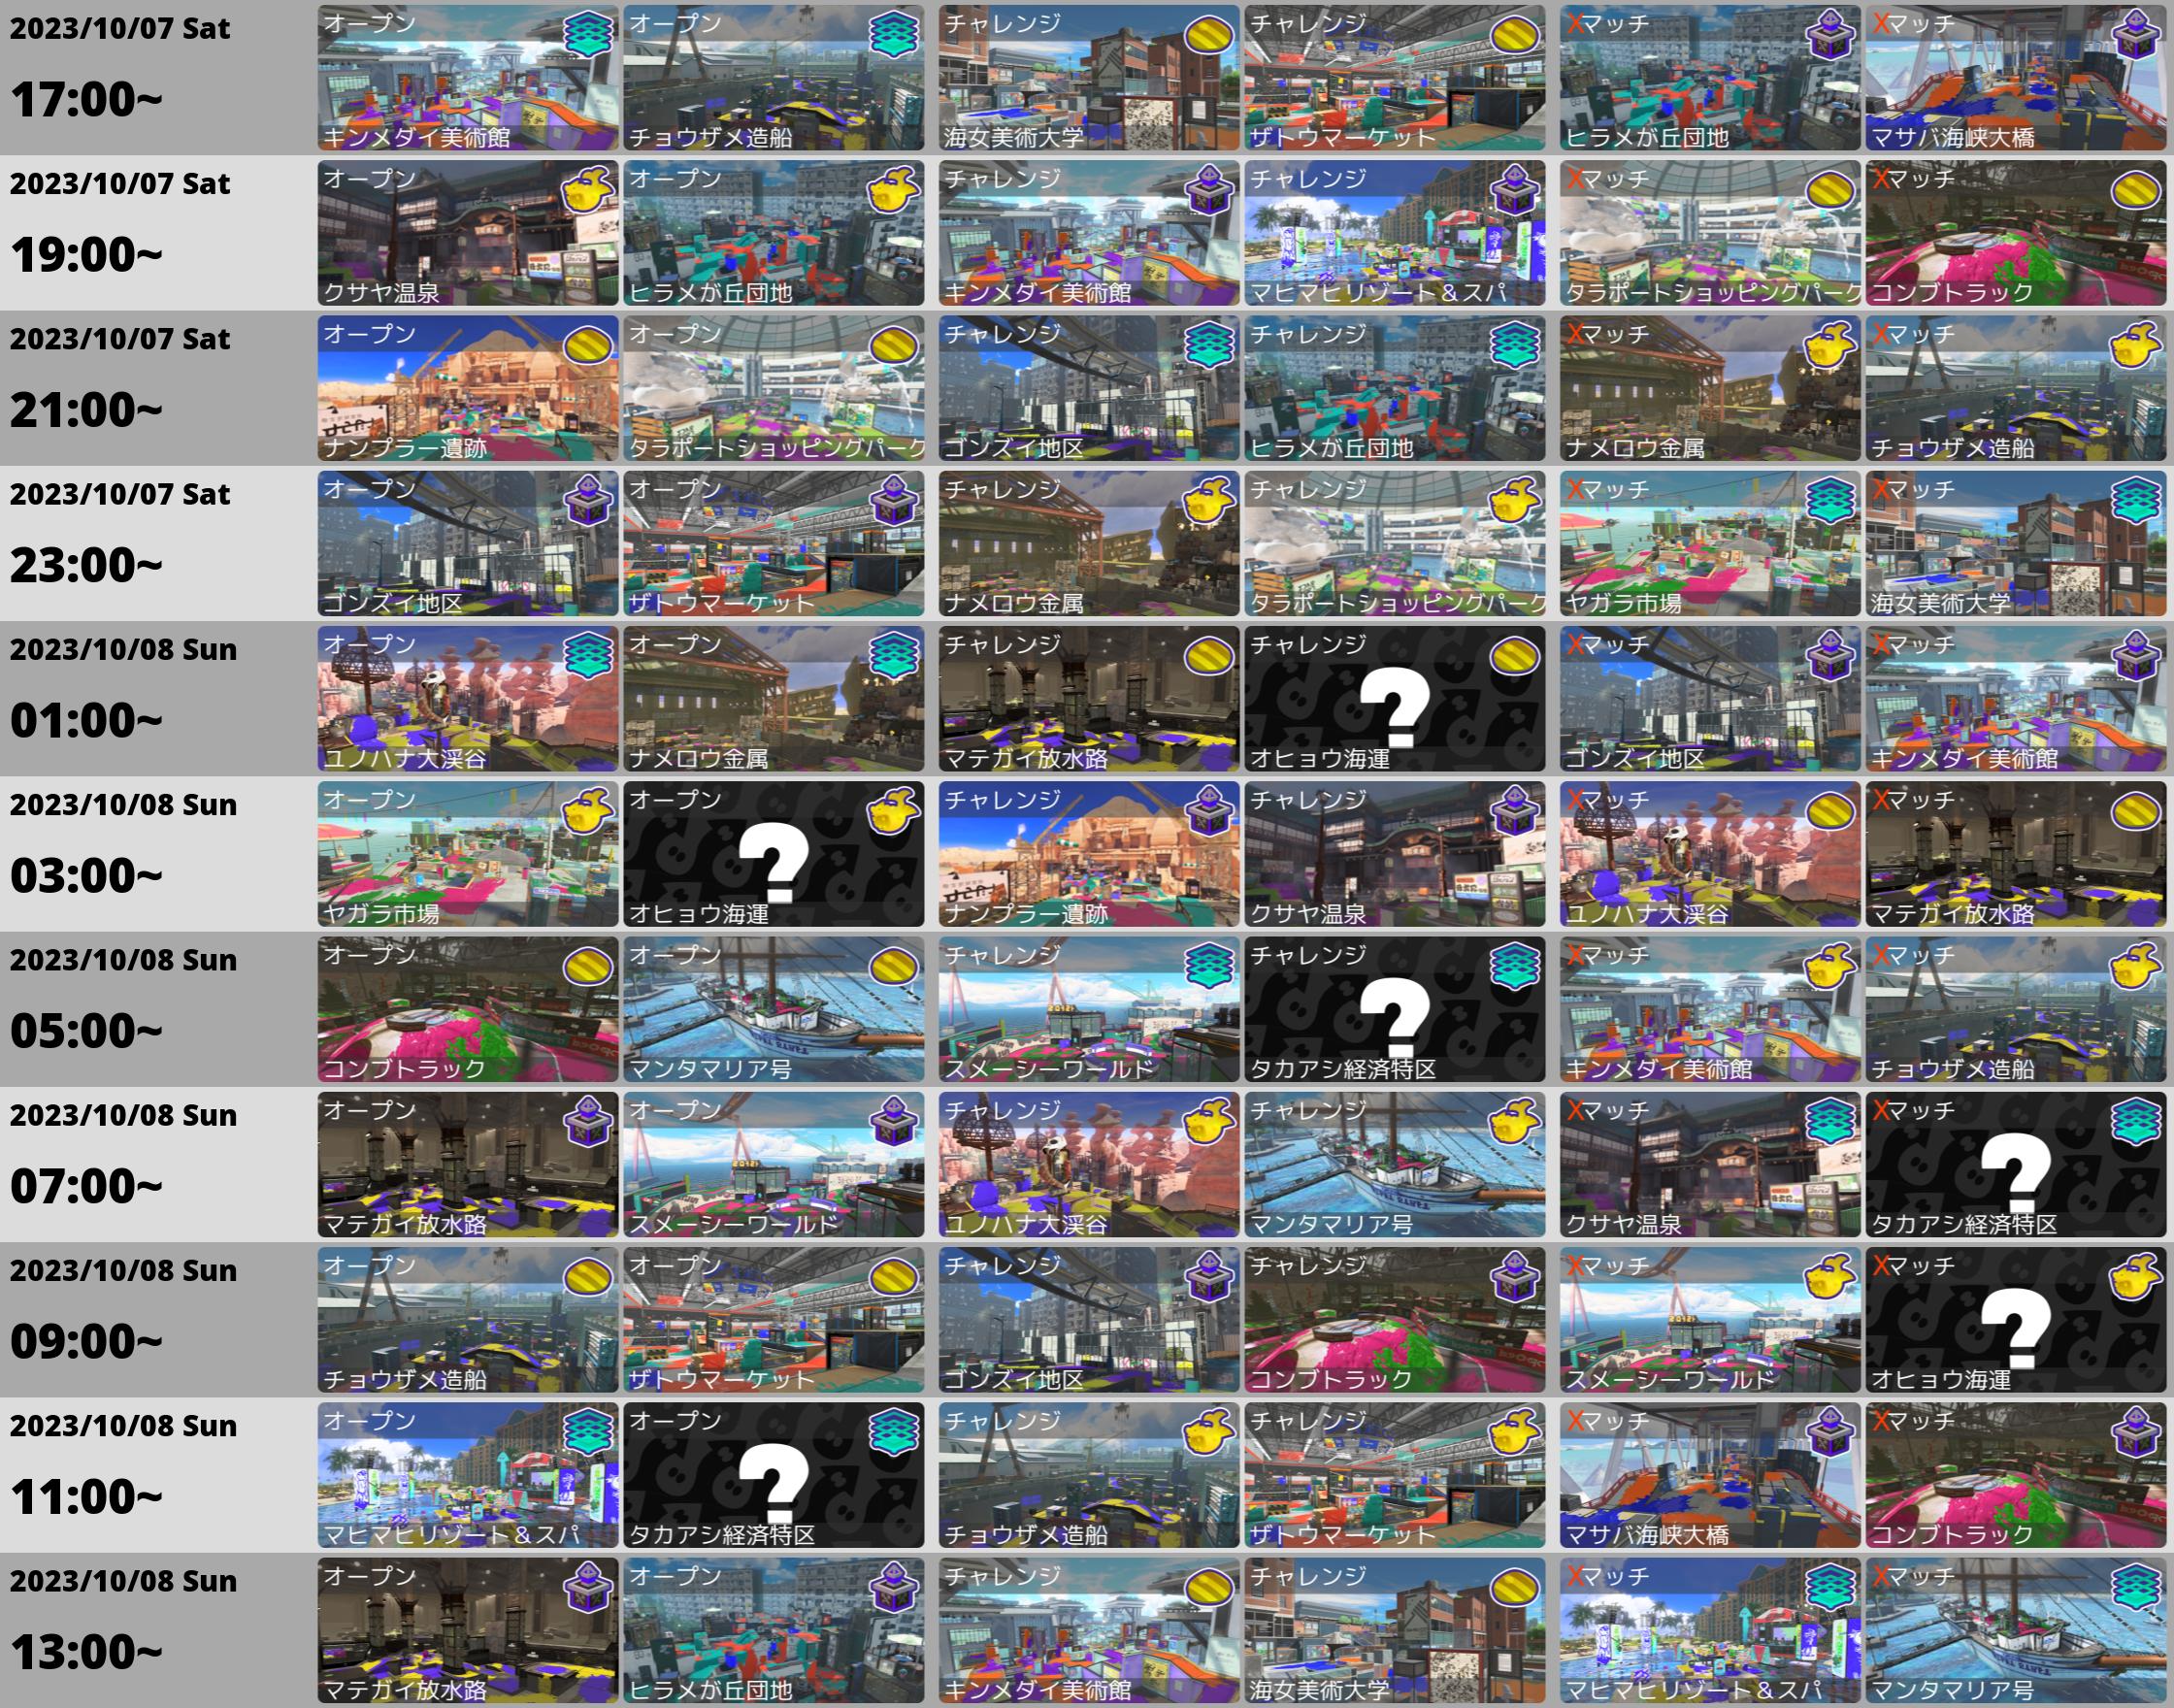 2023/10/07 Sat
17:00~
オープン キンメダイ美術館
オープン チョウザメ造船
チャレンジ 海女美術大学
チャレンジ ザトウマーケット
Xマッチ ヒラメが丘団地
Xマッチ マサバ海峡大橋
2023/10/07 Sat
19:00~
オープン クサヤ温泉
オープン ヒラメが丘団地
チャレンジ キンメダイ美術館
チャレンジ マヒマヒリゾート&スパ
Xマッチ タラポートショッピングパーク
Xマッチ コンブトラック
2023/10/07 Sat
21:00~
オープン ナンプラー遺跡
オープン タラポートショッピングパーク
チャレンジ ゴンズイ地区
チャレンジ ヒラメが丘団地
Xマッチ ナメロウ金属
Xマッチ チョウザメ造船
2023/10/07 Sat
23:00~
オープン ゴンズイ地区
オープン ザトウマーケット
チャレンジ ナメロウ金属
チャレンジ タラポートショッピングパーク
Xマッチ ヤガラ市場
Xマッチ 海女美術大学
2023/10/08 Sun
01:00~
オープン ユノハナ大渓谷
オープン ナメロウ金属
チャレンジ マテガイ放水路
チャレンジ ? オヒョウ海運
Xマッチ ゴンズイ地区
Xマッチ キンメダイ美術館
2023/10/08 Sun
03:00~
オープン ヤガラ市場
オープン ? オヒョウ海運
チャレンジ ナンプラー遺跡
チャレンジ クサヤ温泉
Xマッチ ユノハナ大渓谷
Xマッチ マテガイ放水路
2023/10/08 Sun
05:00~
オープン コンブトラック
オープン マンタマリア号
チャレンジ スメーシーワールド
チャレンジ ? タカアシ経済特区
Xマッチ キンメダイ美術館
Xマッチ チョウザメ造船
2023/10/08 Sun
07:00~
オープン マテガイ放水路
オープン スメーシーワールド
チャレンジ ユノハナ大渓谷
チャレンジ マンタマリア号
Xマッチ クサヤ温泉
Xマッチ ? タカアシ経済特区
2023/10/08 Sun
09:00~
オープン チョウザメ造船
オープン ザトウマーケット
チャレンジ ゴンズイ地区
チャレンジ コンブトラック
Xマッチ スメーシーワールド
Xマッチ ? オヒョウ海運
2023/10/08 Sun
11:00~
オープン マヒマヒリゾート&スパ
オープン ? タカアシ経済特区
チャレンジ チョウザメ造船
チャレンジ ザトウマーケット
Xマッチ マサバ海峡大橋
Xマッチ コンブトラック
2023/10/08 Sun
13:00~
オープン マテガイ放水路
オープン ヒラメが丘団地
チャレンジ キンメダイ美術館
チャレンジ 海女美術大学
Xマッチ マヒマヒリゾート&スパ
Xマッチ マンタマリア号